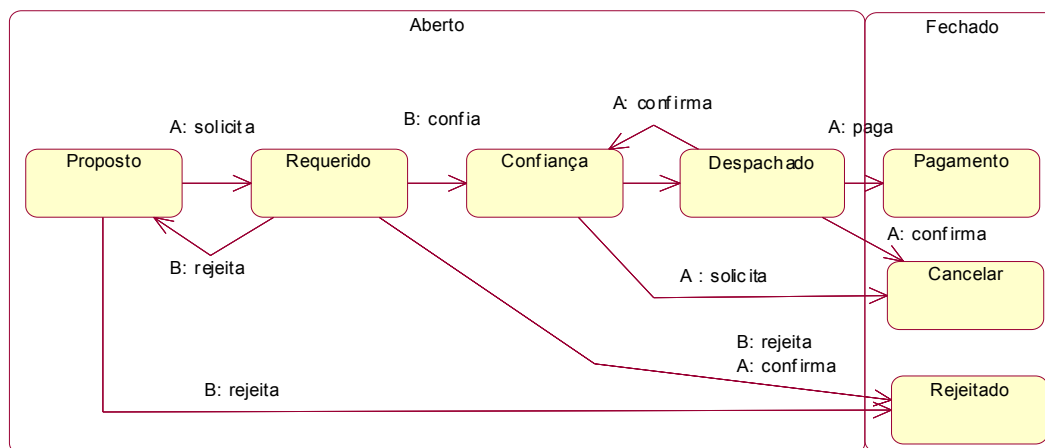 Aberto
Fechado
A: confirma
B: confia
A: solicita
A: paga
Proposto
Requerido
Confiança
Despachado
Pagamento
A: confirma
B: rejeita
Cancelar
A : solicita
B: rejeita
A: confirma
B: rejeita
Rejeitado